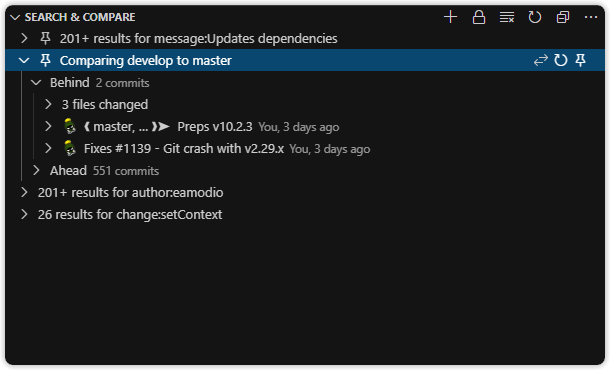 SEARCH & COMPARE
201+ results for message:Updates dependencies
Comparing develop to master
Behind 2 commits
3 files changed
❰ master, ... ❱➤ Preps v10.2.3 You, 3 days ago
Fixes #1139 - Git crash with v2.29.x You, 3 days ago
Ahead 551 commits
201+ results for author:eamodio
26 results for change:setContext